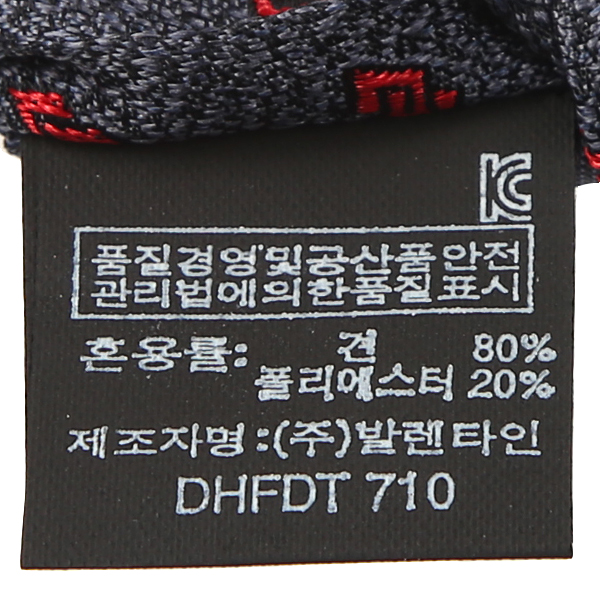 KC
품질경영및공산품안전
관리법에의한품질표시
혼용률: 견 80%
폴리에스터 20%
제조자명:(주)발렌타인
DHFDT 710